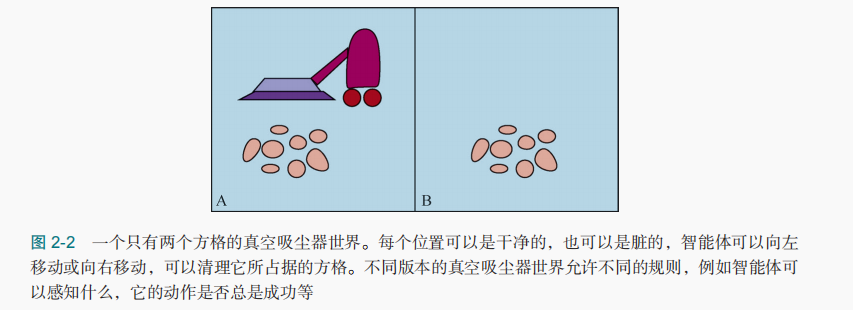 A B
图 2-2 一个只有两个方格的真空吸尘器世界。每个位置可以是干净的，也可以是脏的，智能体可以向左
移动或向右移动，可以清理它所占据的方格。不同版本的真空吸尘器世界允许不同的规则，例如智能体可
以感知什么，它的动作是否总是成功等